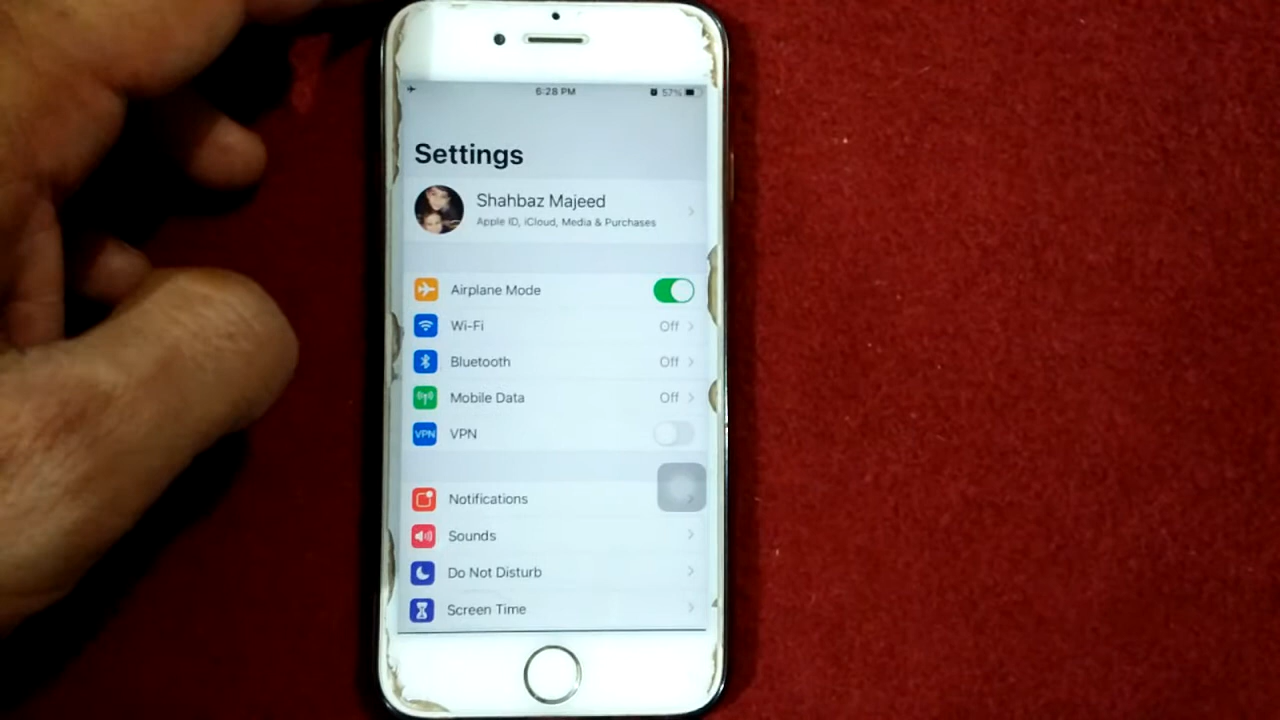 6:28 PM 57%
Settings
Shahbaz Majeed
Apple ID, iCloud, Media & Purchases
Airplane Mode
Wi-Fi Off
Bluetooth Off
Mobile Data Off
VPN VPN
Notifications
Sounds
Do Not Disturb
Screen Time